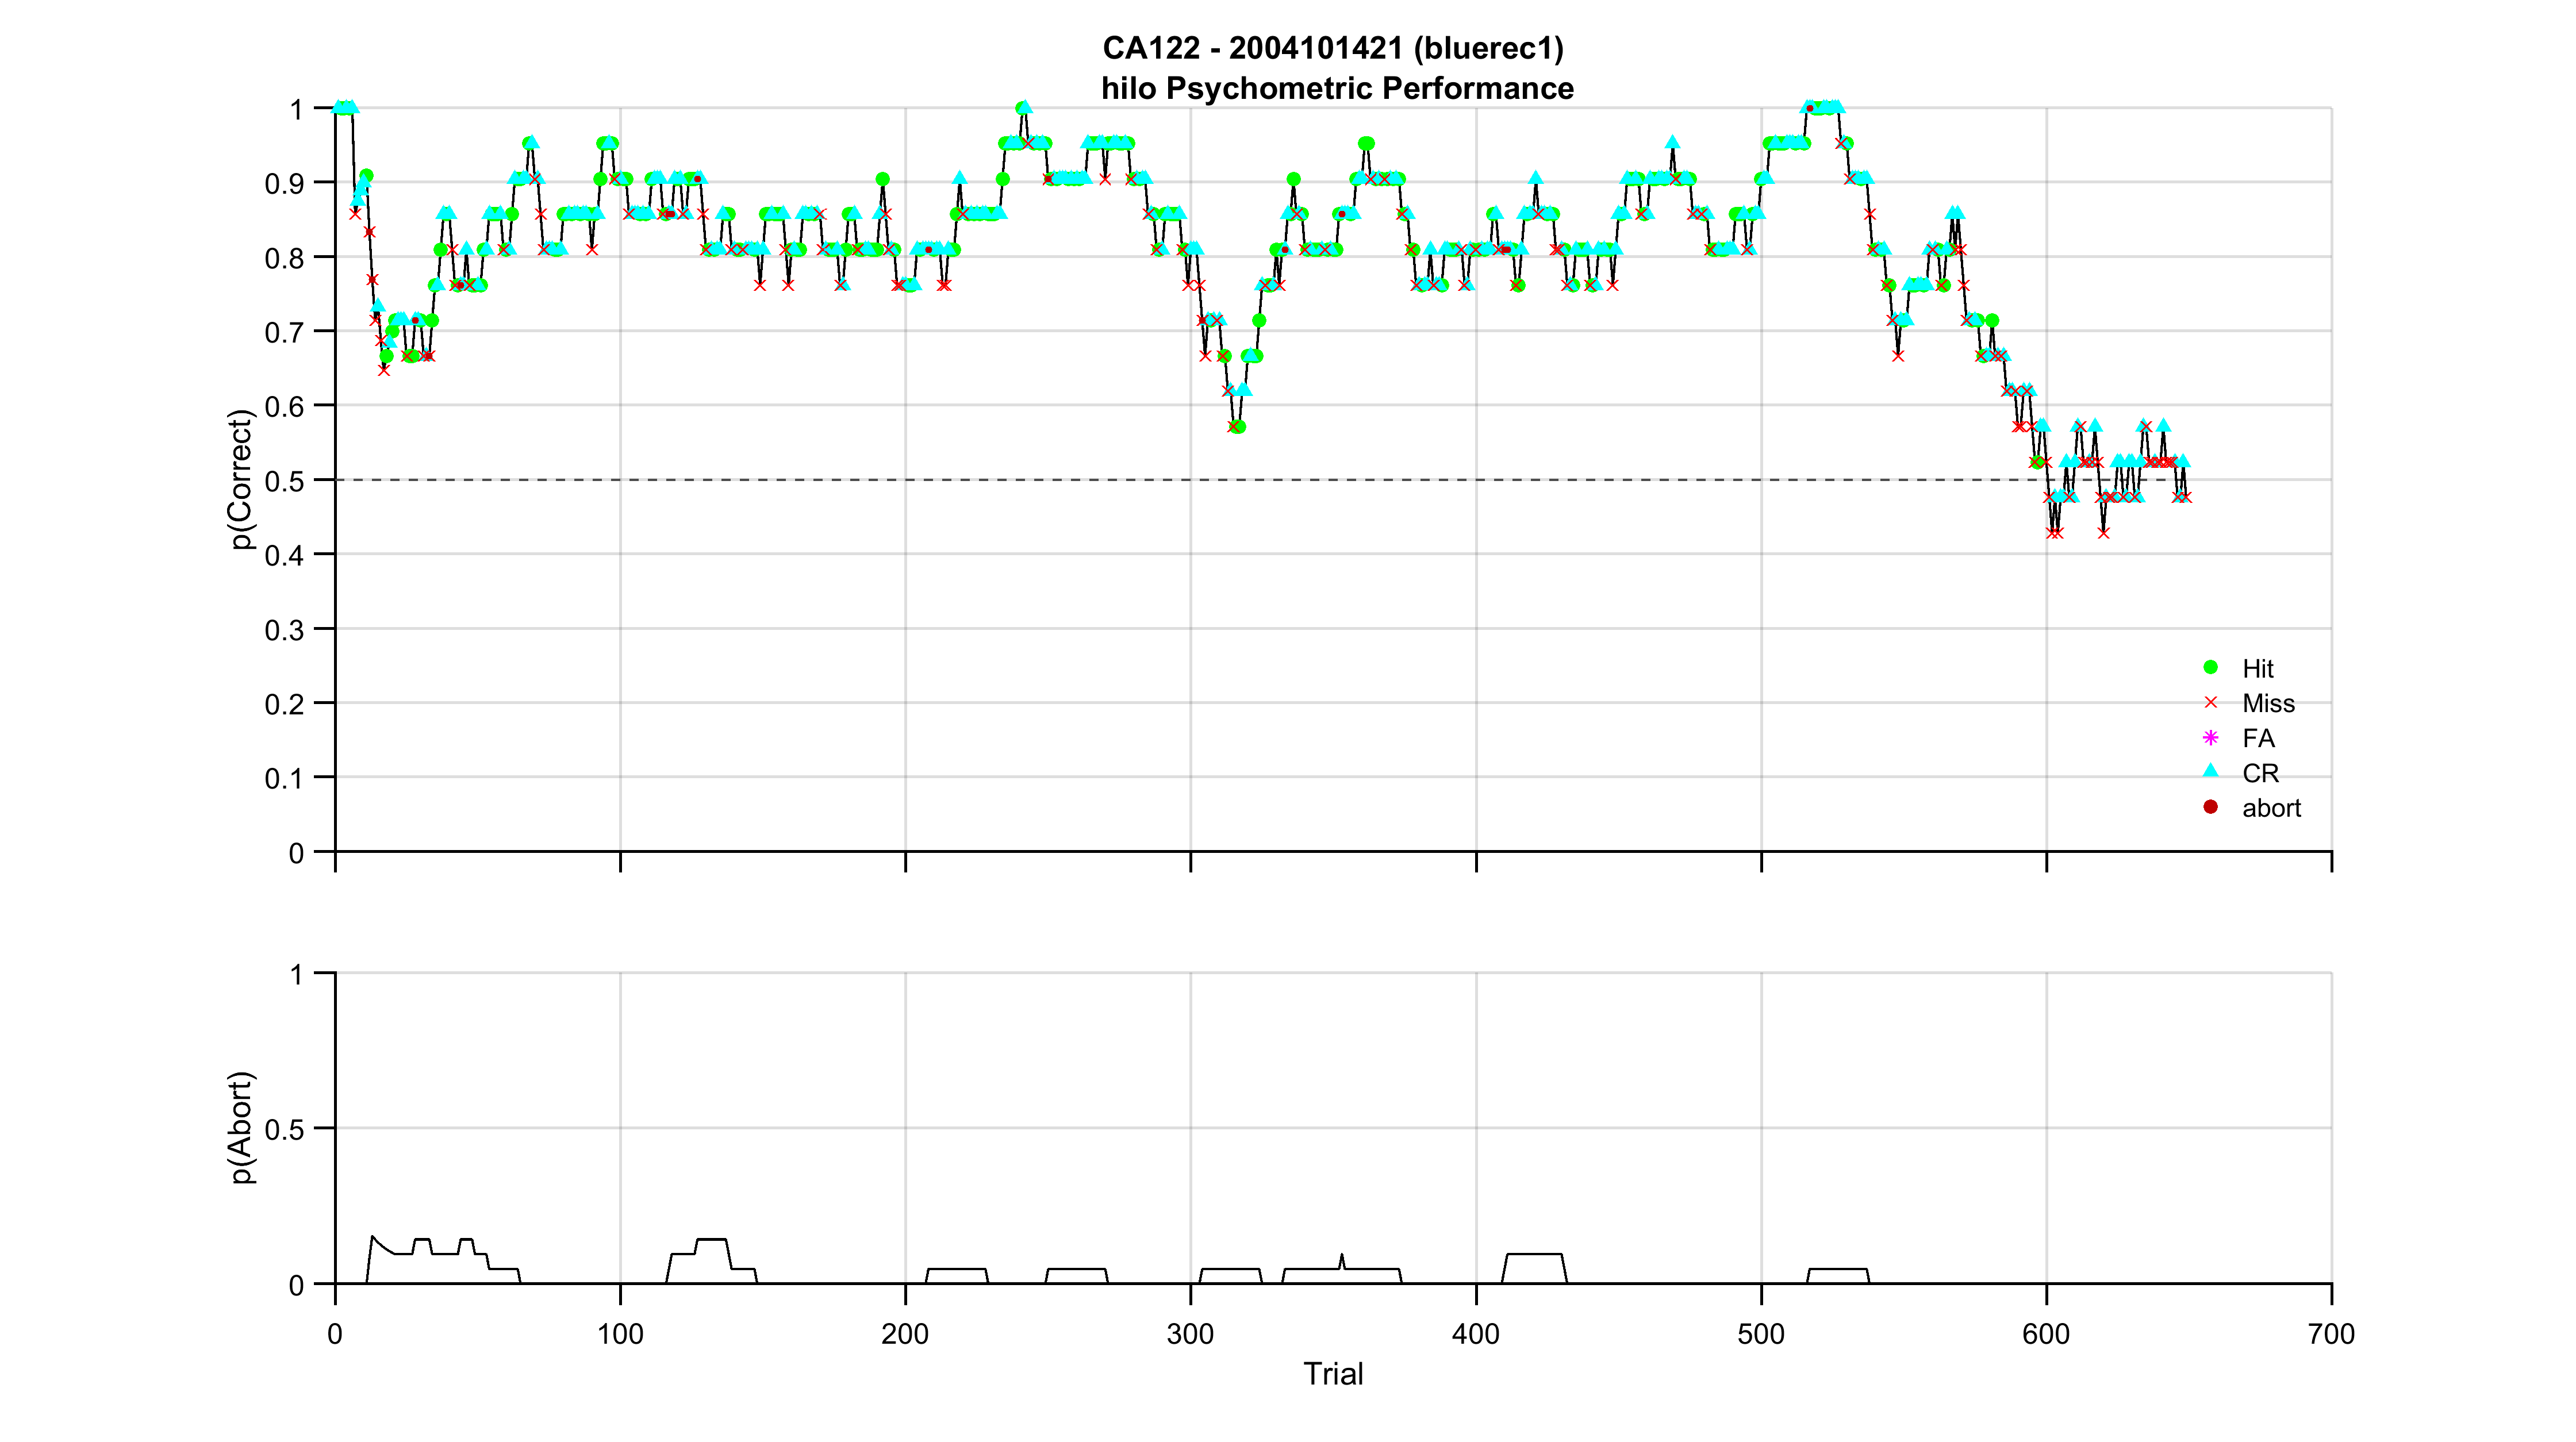 CA122 - 2004101421 (bluerec1)
hilo Psychometric Performance
p(Correct)
1
0.9
0.8
0.7
0.6
0.5
0.4
0.3
0.2
0.1
0
Hit
Miss
FA
CR
abort
p(Abort)
1
0.5
0
0 100 200 300 400 500 600 700
Trial